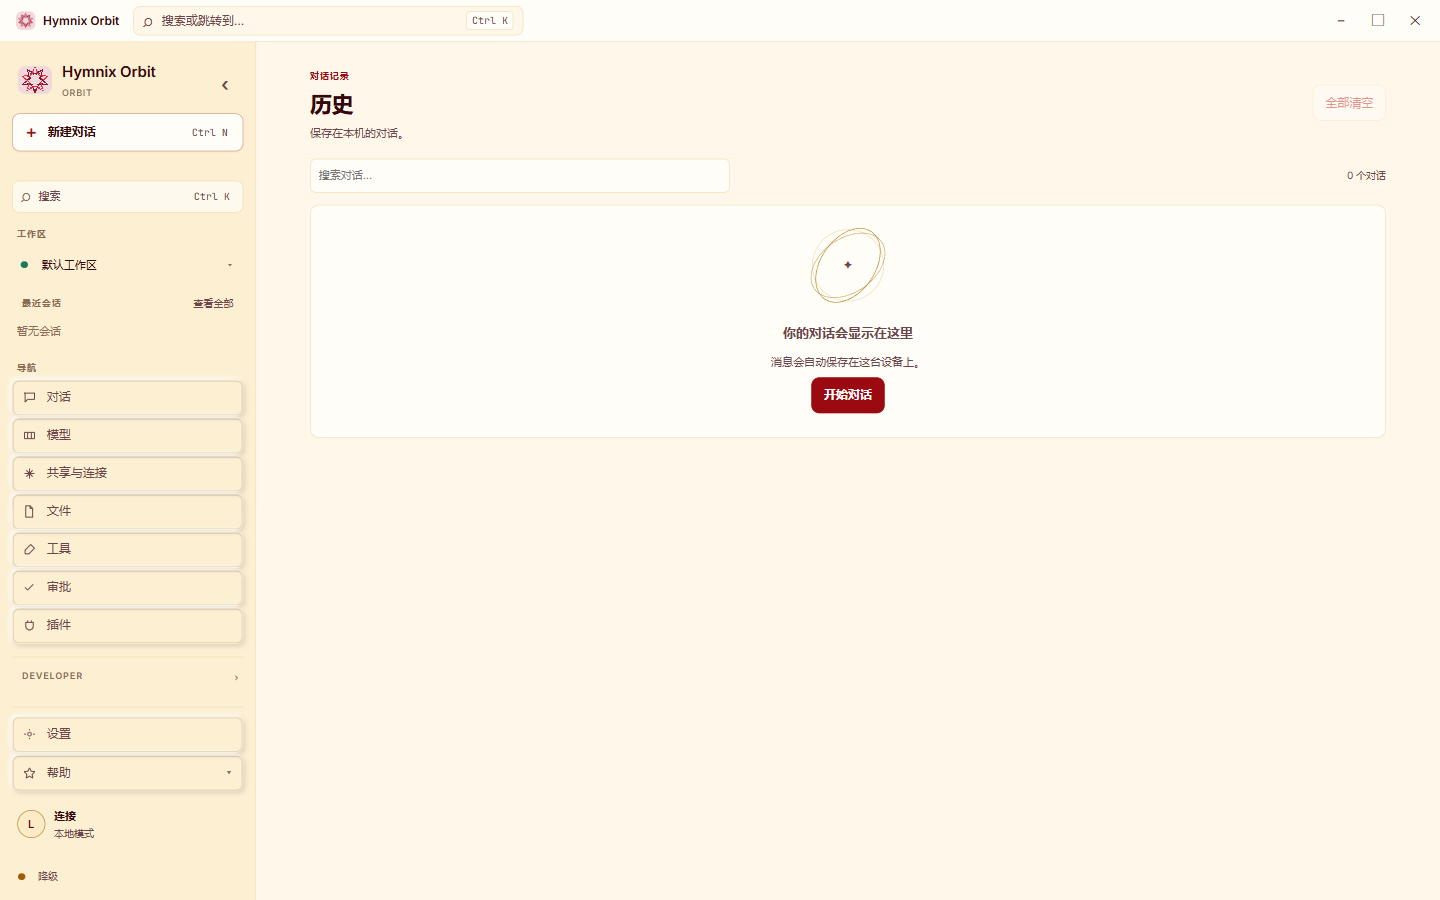 Hymnix Orbit
搜索或跳转到...
Ctrl K
Hymnix Orbit
ORBIT
新建对话
Ctrl N
搜索
Ctrl K
工作区
默认工作区
最近会话
查看全部
暂无会话
导航
对话
模型
共享与连接
文件
工具
审批
插件
DEVELOPER
设置
帮助
L
连接
本地模式
降级
对话记录
历史
保存在本机的对话。
全部清空
搜索对话...
0 个对话
你的对话会显示在这里
消息会自动保存在这台设备上。
开始对话